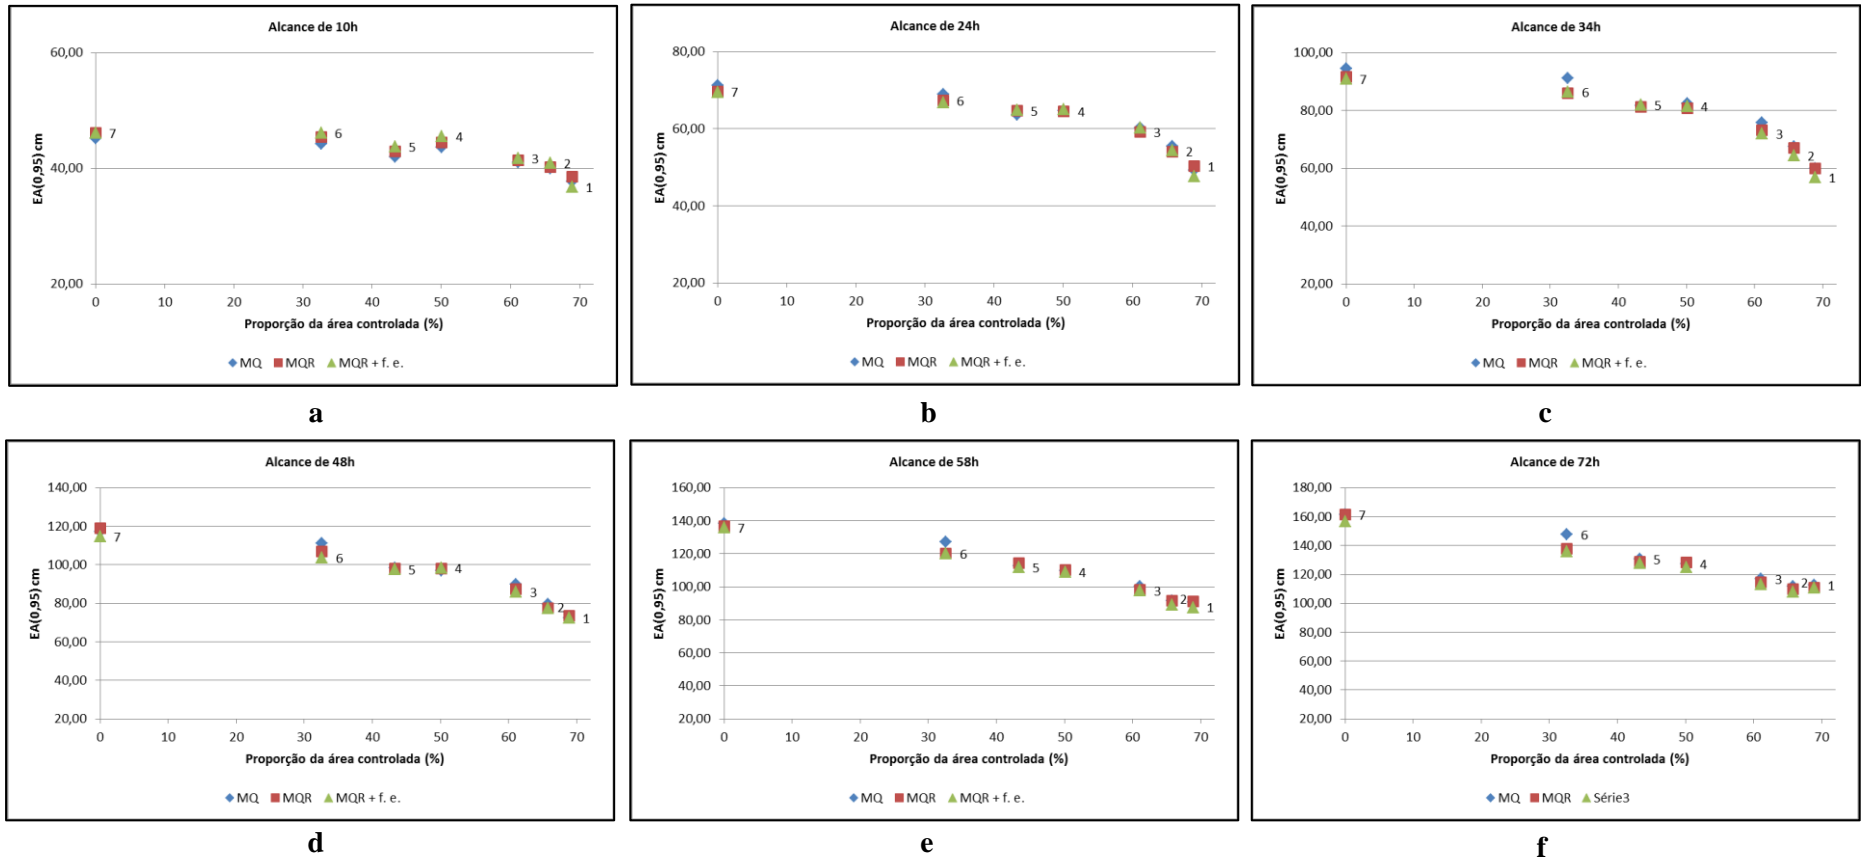 Alcance de 10h
60,00
40,00
20,00
EA(0,95) cm
7
6
5
4
3
2
1
0 10 20 30 40 50 60 70
Proporção da área controlada (%)
MQ MQR MQR + f. e.
a
Alcance de 24h
80,00
60,00
40,00
20,00
EA(0,95) cm
7
6
5
4
3
2
1
0 10 20 30 40 50 60 70
Proporção da área controlada (%)
MQ MQR MQR + f. e.
b
Alcance de 34h
100,00
80,00
60,00
40,00
20,00
EA(0,95) cm
7
6
5
4
3
2
1
0 10 20 30 40 50 60 70
Proporção da área controlada (%)
MQ MQR MQR + f. e.
c
Alcance de 48h
140,00
120,00
100,00
80,00
60,00
40,00
20,00
EA(0,95) cm
7
6
5
4
3
2
1
0 10 20 30 40 50 60 70
Proporção da área controlada (%)
MQ MQR MQR + f. e.
d
Alcance de 58h
160,00
140,00
120,00
100,00
80,00
60,00
40,00
20,00
EA(0,95) cm
7
6
5
4
3
2
1
0 10 20 30 40 50 60 70
Proporção da área controlada (%)
MQ MQR MQR + f. e.
e
Alcance de 72h
180,00
160,00
140,00
120,00
100,00
80,00
60,00
40,00
20,00
EA(0,95) cm
7
6
5
4
3
2
1
0 10 20 30 40 50 60 70
Proporção da área controlada (%)
MQ MQR Série3
f